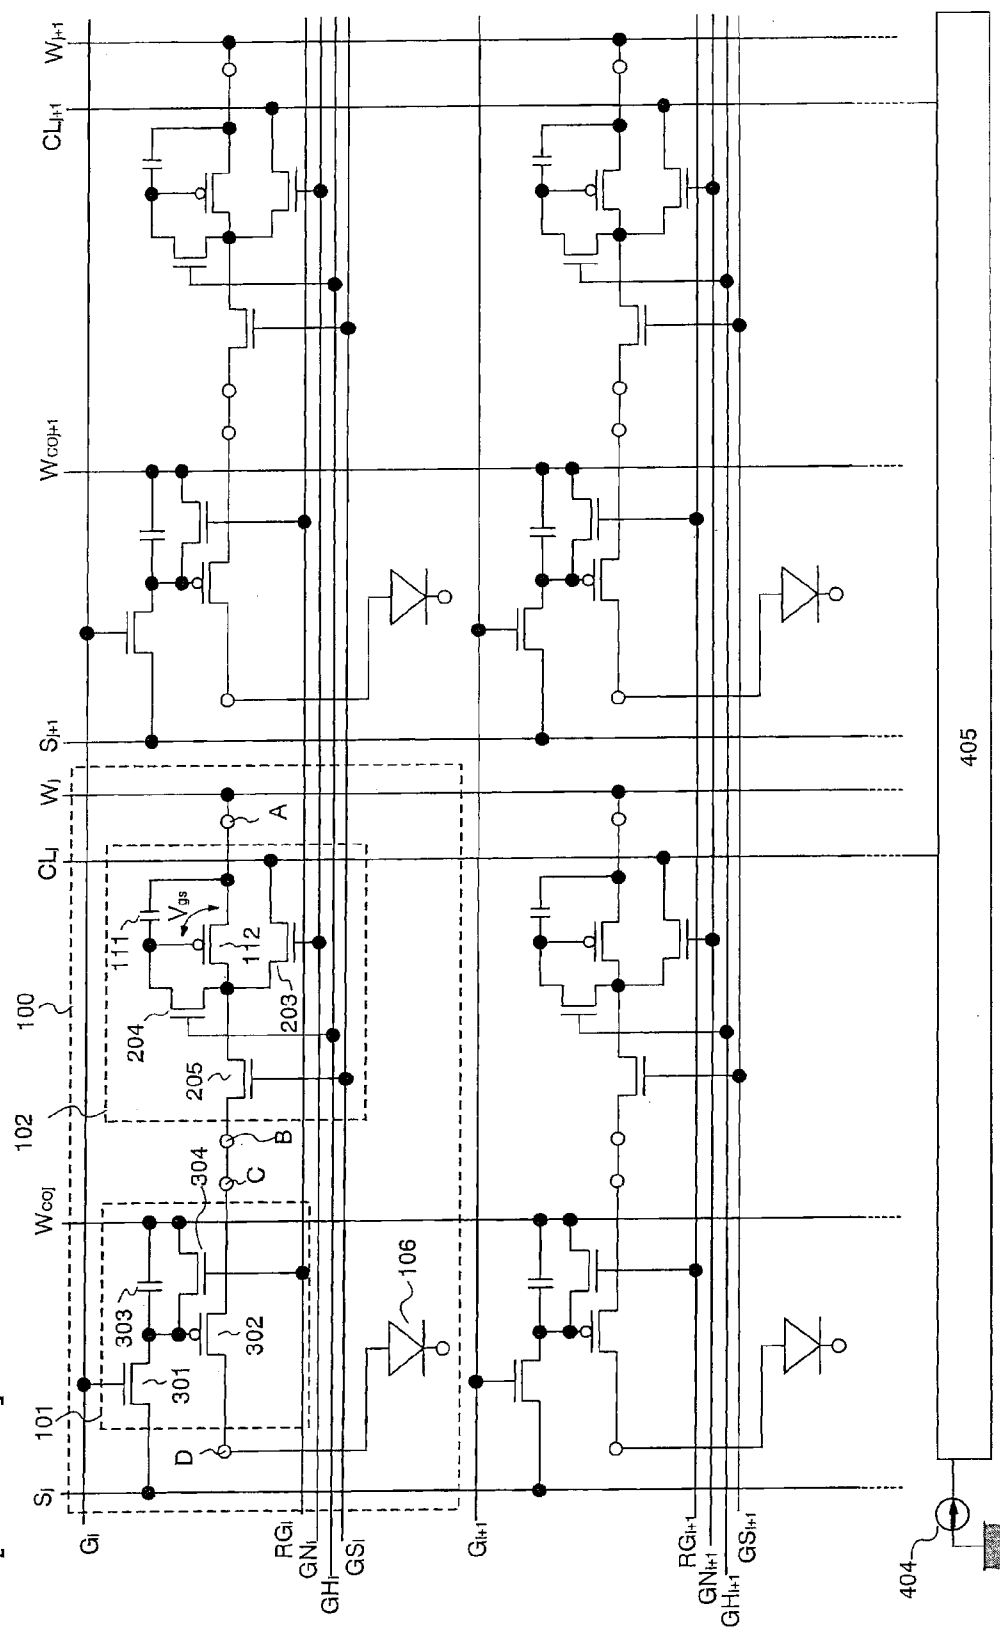 Sj
WCOj
CLj
Wj
Sj+1
WCOj+1
CLj+1
Wj+1
Gi
101
102
100
301
303
304
302
204
111
Vgs
112
205
203
D
C
B
A
106
RGi
GNi
GHi
GSi
Gi+1
RGi+1
GNi+1
GHi+1
GSi+1
404
405